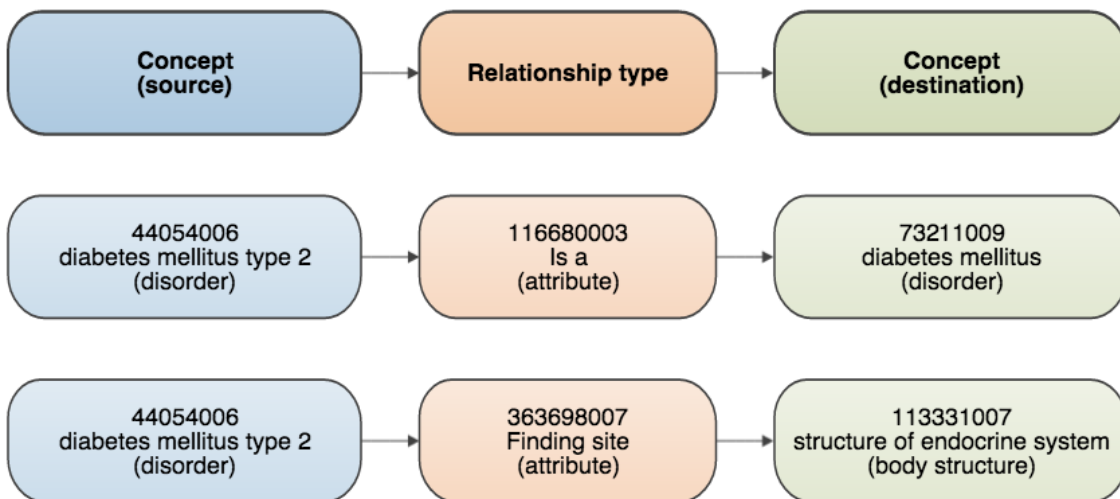 Concept
(source)
Relationship type
Concept
(destination)
44054006
diabetes mellitus type 2
(disorder)
116680003
Is a
(attribute)
73211009
diabetes mellitus
(disorder)
44054006
diabetes mellitus type 2
(disorder)
363698007
Finding site
(attribute)
113331007
structure of endocrine system
(body structure)